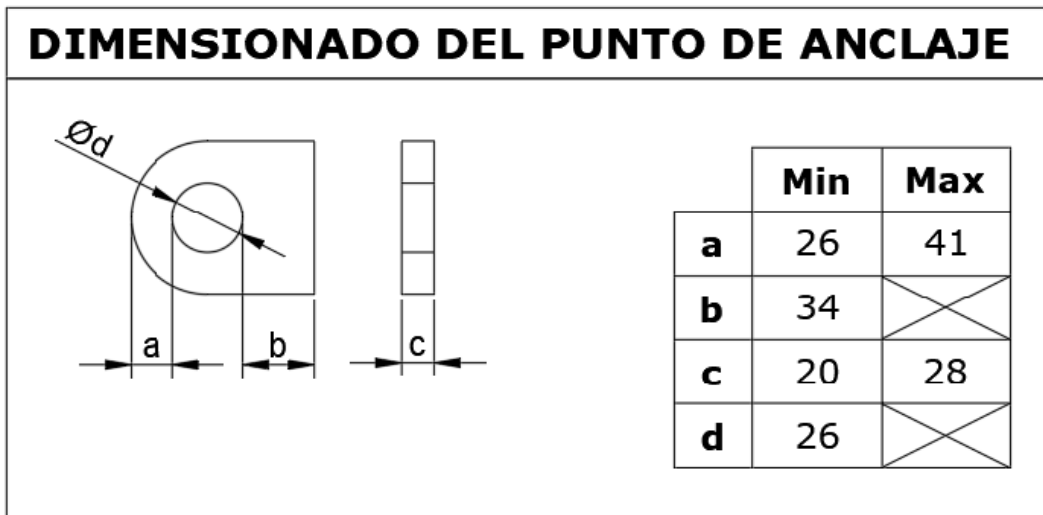 DIMENSIONADO DEL PUNTO DE ANCLAJE
Ød
a
b
c
Min Max
a 26 41
b 34
c 20 28
d 26